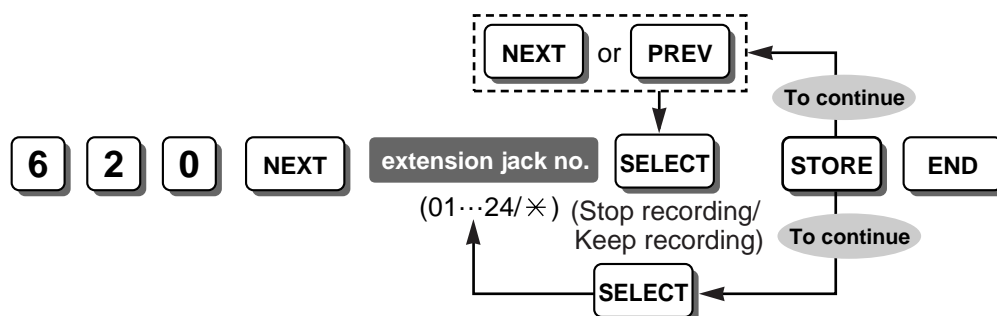 NEXT or PREV
To continue
6 2 0 NEXT extension jack no. SELECT STORE END
(01⋯24/✳) (Stop recording/
Keep recording)
To continue
SELECT